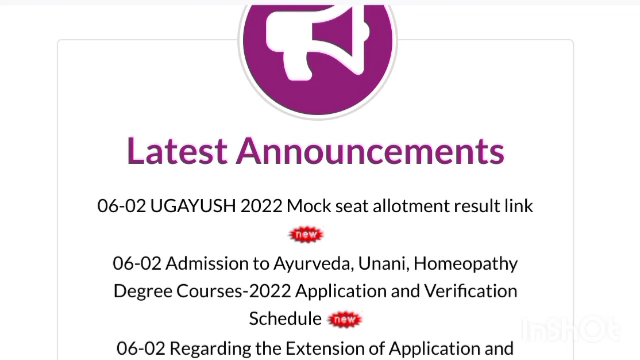 Latest Announcements
06-02 UGAYUSH 2022 Mock seat allotment result link
new
06-02 Admission to Ayurveda, Unani, Homeopathy
Degree Courses-2022 Application and Verification
Schedule new
06-02 Regarding the Extension of Application and
InShOt